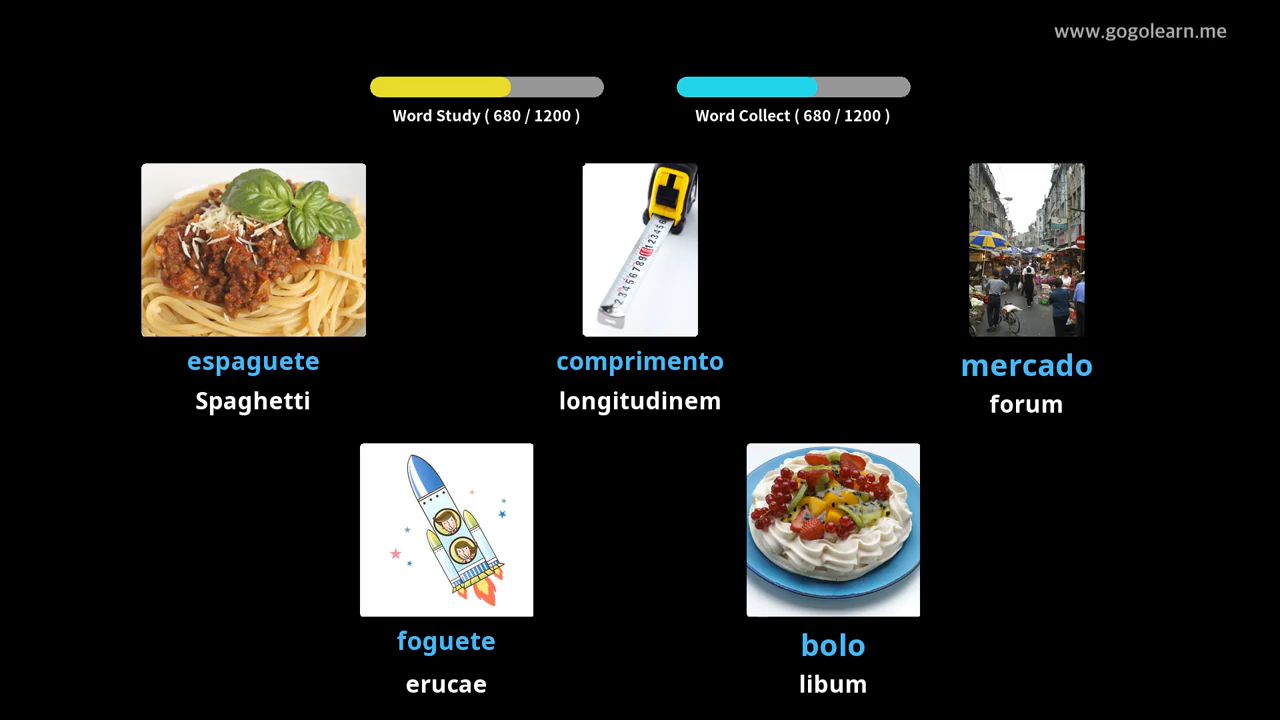 www.gogolearn.me
Word Study ( 680 / 1200 )
Word Collect ( 680 / 1200 )
espaguete
Spaghetti
comprimento
longitudinem
mercado
forum
foguete
erucae
bolo
libum